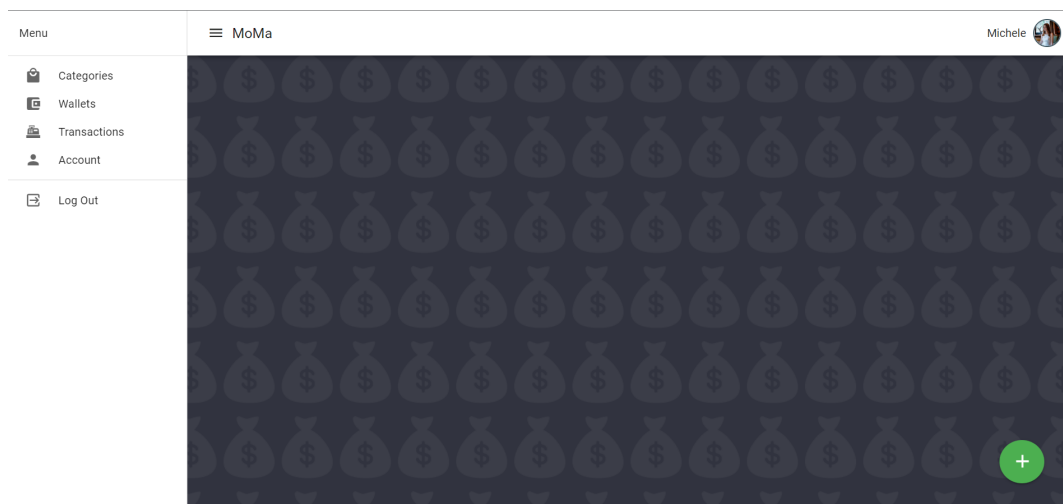 Menu
MoMa
Michele
Categories
Wallets
Transactions
Account
Log Out